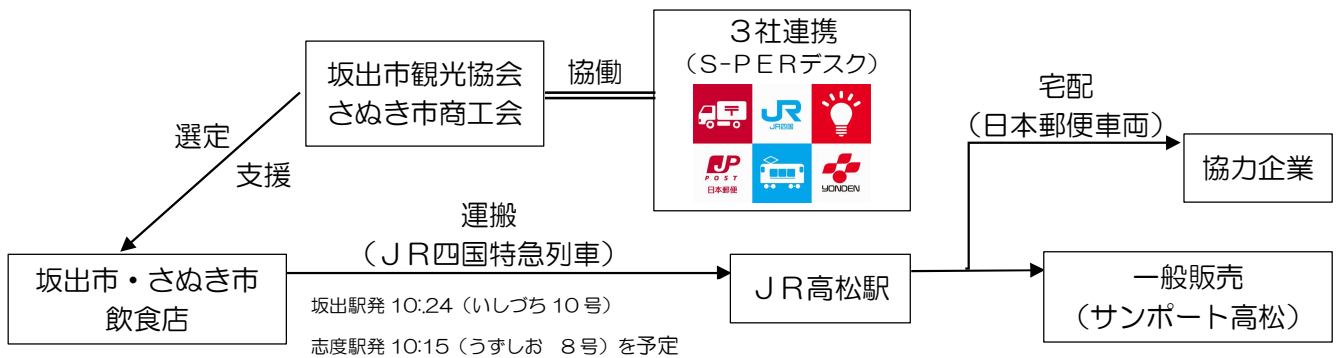 坂出市観光協会
さぬき市商工会
協働
3社連携
（S-PERデスク）
JR
JR四国
JP
POST
日本郵便
YONDEN
選定
支援
宅配
（日本郵便車両）
協力企業
坂出市・さぬき市
飲食店
運搬
（JR四国特急列車）
坂出駅発 10:24（いしづち 10 号）
志度駅発 10:15（うずしお　8 号）を予定
JR高松駅
一般販売
（サンポート高松）